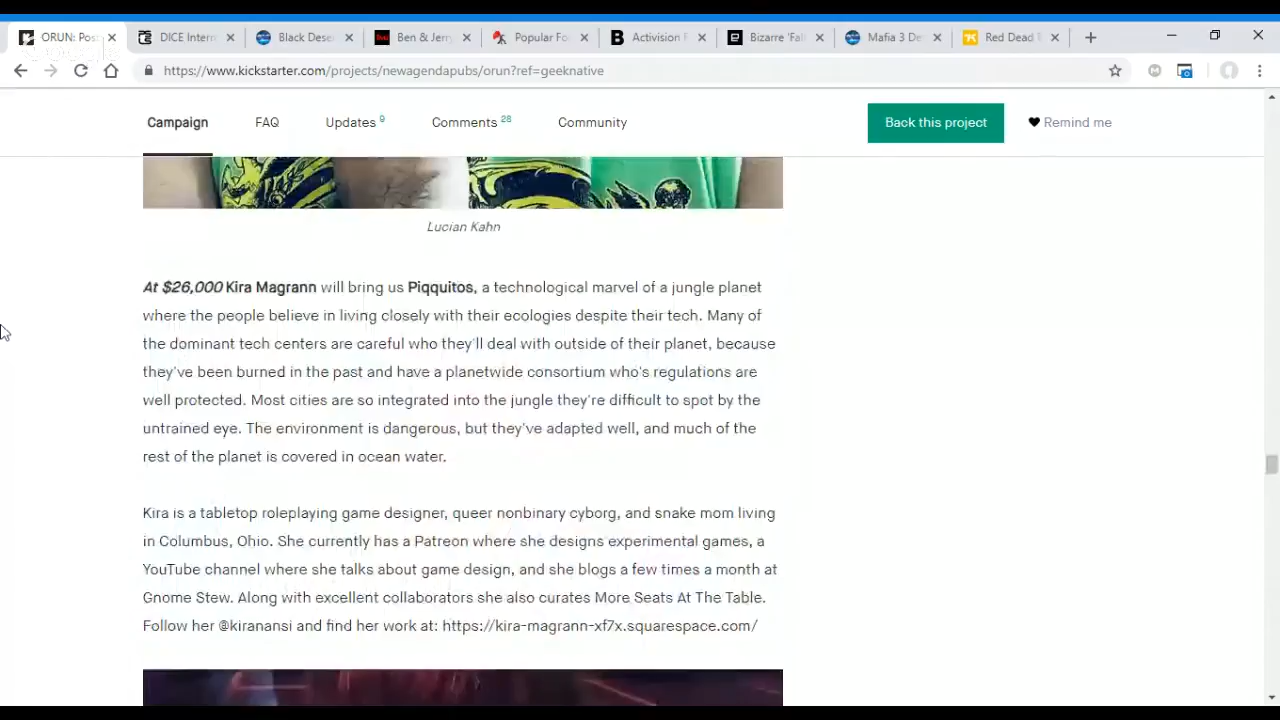 ORUN: Pos
DICE Intern
Black Dese
Ben & Jerry
Popular Fo
Activision
Bizarre 'Fal
Mafia 3 De
Red Dead
https://www.kickstarter.com/projects/newagendapubs/orun?ref=geeknative
Campaign
FAQ
Updates 9
Comments 28
Community
Back this project
Remind me
Lucian Kahn
At $26,000 Kira Magrann will bring us Piqquitos, a technological marvel of a jungle planet
where the people believe in living closely with their ecologies despite their tech. Many of
the dominant tech centers are careful who they'll deal with outside of their planet, because
they've been burned in the past and have a planetwide consortium who's regulations are
well protected. Most cities are so integrated into the jungle they're difficult to spot by the
untrained eye. The environment is dangerous, but they've adapted well, and much of the
rest of the planet is covered in ocean water.
Kira is a tabletop roleplaying game designer, queer nonbinary cyborg, and snake mom living
in Columbus, Ohio. She currently has a Patreon where she designs experimental games, a
YouTube channel where she talks about game design, and she blogs a few times a month at
Gnome Stew. Along with excellent collaborators she also curates More Seats At The Table.
Follow her @kiranansi and find her work at: https://kira-magrann-xf7x.squarespace.com/